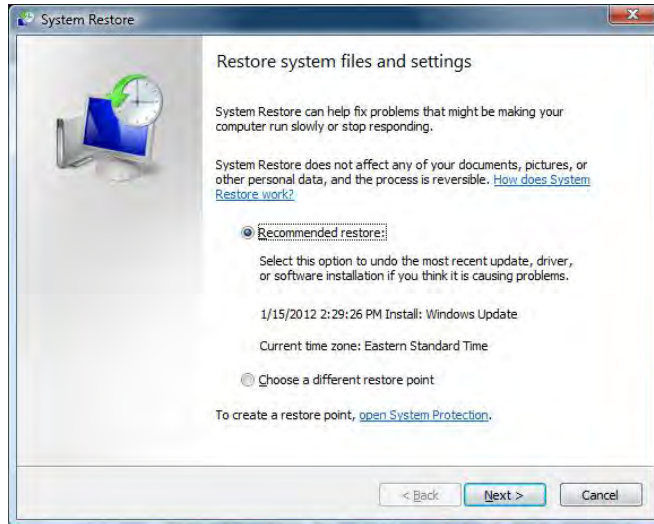 System Restore
Restore system files and settings
System Restore can help fix problems that might be making your
computer run slowly or stop responding.
System Restore does not affect any of your documents, pictures, or
other personal data, and the process is reversible. How does System
Restore work?
Recommended restore:
Select this option to undo the most recent update, driver,
or software installation if you think it is causing problems.
1/15/2012 2:29:26 PM Install: Windows Update
Current time zone: Eastern Standard Time
Choose a different restore point
To create a restore point, open System Protection.
< Back Next > Cancel